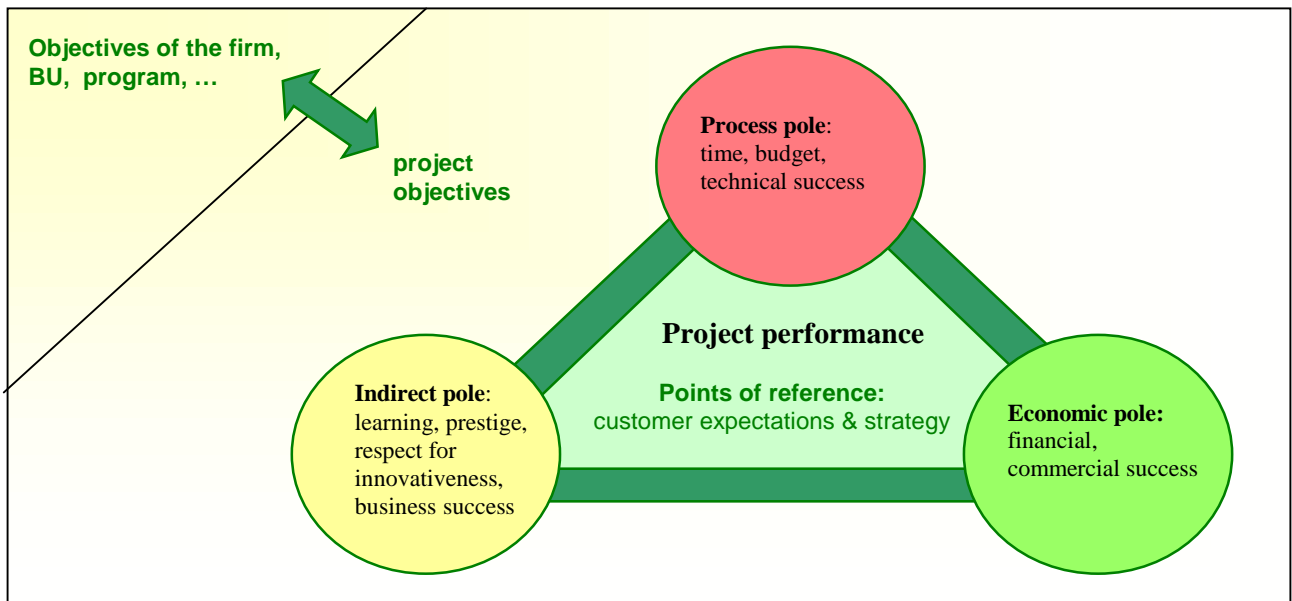 Objectives of the firm,
BU, program, …
project
objectives
Process pole:
time, budget,
technical success
Project performance
Points of reference:
customer expectations & strategy
Indirect pole:
learning, prestige,
respect for
innovativeness,
business success
Economic pole:
financial,
commercial success